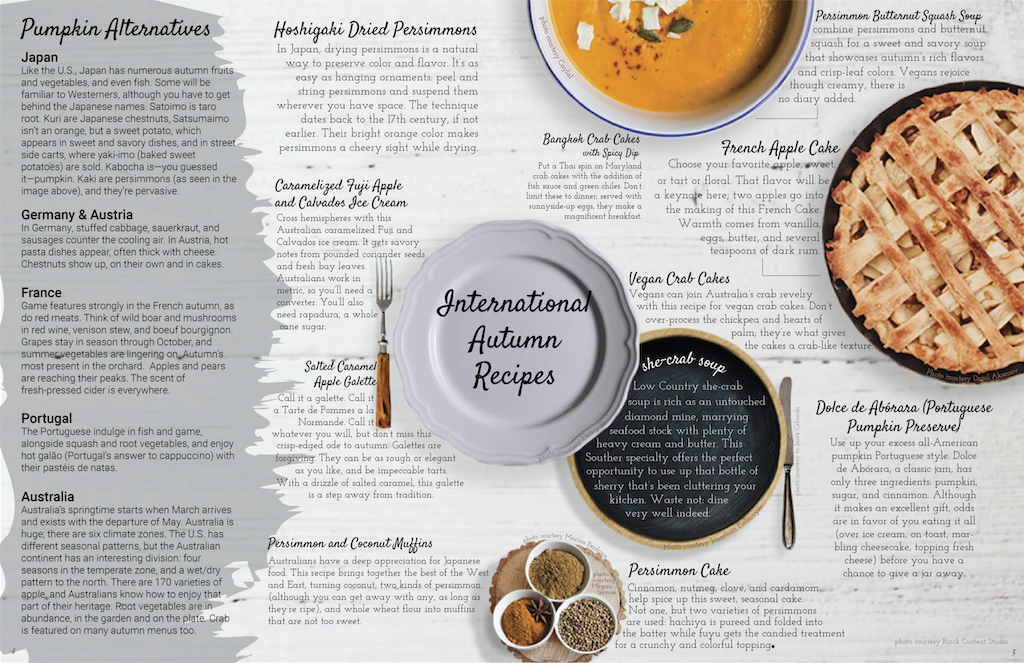 Pumpkin Alternatives
Japan
Like the U.S., Japan has numerous autumn fruits
and vegetables, and even fish. Some will be
familiar to Westerners, although you have to get
behind the Japanese names. Satoimo is taro
root. Kuri are Japanese chestnuts, Satsumaimo
isn't an orange, but a sweet potato, which
appears in sweet and savory dishes, and in street
side carts, where yaki-imo (baked sweet
potatoes) are sold. Kabocha is—you guessed
it—pumpkin. Kaki are persimmons (as seen in the
image above), and they're pervasive.
Germany & Austria
In Germany, stuffed cabbage, sauerkraut, and
sausages counter the cooling air. In Austria, hot
pasta dishes appear, often thick with cheese.
Chestnuts show up, on their own and in cakes.
France
Game features strongly in the French autumn, as
do red meats. Think of wild boar and mushrooms
in red wine, venison stew, and boeuf bourgignon.
Grapes stay in season through October, and
summer vegetables are lingering on. Autumn's
most present in the orchard. Apples and pears
are reaching their peaks. The scent of
fresh-pressed cider is everywhere.
Portugal
The Portuguese indulge in fish and game,
alongside squash and root vegetables, and enjoy
hot galão (Portugal's answer to cappuccino) with
their pastéis de natas.
Australia
Australia's springtime starts when March arrives
and exists with the departure of May. Australia is
huge; there are six climate zones. The U.S. has
different seasonal patterns, but the Australian
continent has an interesting division: four
seasons in the temperate zone, and a wet/dry
pattern to the north. There are 170 varieties of
apple, and Australians know how to enjoy that
part of their heritage. Root vegetables are in
abundance, in the garden and on the plate. Crab
is featured on many autumn menus too.
4
Hoshigaki Dried Persimmons
In Japan, drying persimmons is a natural
way to preserve color and flavor. It's as
easy as hanging ornaments: peel and
string persimmons and suspend them
wherever you have space. The technique
dates back to the 17th century, if not
earlier. Their bright orange color makes
persimmons a cheery sight while drying.
Caramelized Fuji Apple
and Calvados Ice Cream
Cross hemispheres with this
Australian caramelized Fuji and
Calvados ice cream. It gets savory
notes from pounded coriander seeds
and fresh bay leaves.
Australians work in
metric, so you'll need a
converter. You'll also
need rapadura, a whole
cane sugar.
Salted Caramel
Apple Galette
Call it a galette. Call it
a Tarte de Pommes a la
Normande. Call it
whatever you will, but don't miss this
crisp-edged ode to autumn. Galettes are
forgiving. They can be as rough or elegant
as you like, and be impeccable tarts.
With a drizzle of salted caramel, this galette
is a step away from tradition.
Persimmon and Coconut Muffins
Australians have a deep appreciation for Japanese
food. This recipe brings together the best of the West
and East, turning coconut, two kinds of persimmon
(although you can get away with any, as long as
they're ripe), and whole wheat flour into muffins
that are not too sweet.
International
Autumn
Recipes
photo courtesy
Bangkok Crab Cakes
with Spicy Dip
Put a Thai spin on Maryland
crab cakes with the addition of
fish sauce and green chiles. Don't
limit these to dinner; served with
sunnyside-up eggs, they make a
magnificent breakfast.
Persimmon Butternut Squash Soup
combine persimmons and butternut
squash for a sweet and savory soup
that showcases autumn's rich flavors
and crisp-leaf colors. Vegans rejoice
though creamy, there is
no diary added.
French Apple Cake
Choose your favorite apple, sweet,
or tart or floral. That flavor will be
a keynote here; two apples go into
the making of this French Cake.
Warmth comes from vanilla,
eggs, butter, and several
teaspoons of dark rum.
Vegan Crab Cakes
Vegans can join Australia's crab revelry
with this recipe for vegan crab cakes. Don't
over-process the chickpea and hearts of
palm; they're what gives
the cakes a crab-like texture.
she-crab soup
Low Country she-crab
soup is rich as an untouched
diamond mine, marrying
seafood stock with plenty of
heavy cream and butter. This
Souther specialty offers the perfect
opportunity to use up that bottle of
sherry that's been cluttering your
kitchen. Waste not; dine
very well indeed.
Dolce de Abórara (Portuguese
Pumpkin Preserve)
Use up your excess all-American
pumpkin Portuguese style. Dolce
de Abórara, a classic jam, has
only three ingredients: pumpkin,
sugar, and cinnamon. Although
it makes an excellent gift, odds
are in favor of you eating it all
(over ice cream, on toast, mar-
bling cheesecake, topping fresh
cheese) before you have a
chance to give a jar away.
Persimmon Cake
Cinnamon, nutmeg, clove, and cardamom
help spice up this sweet, seasonal cake.
Not one, but two varieties of persimmons
are used: hachiya is pureed and folded into
the batter while fuyu gets the candied treatment
for a crunchy and colorful topping.
photo courtesy Rinck Content Studio
5